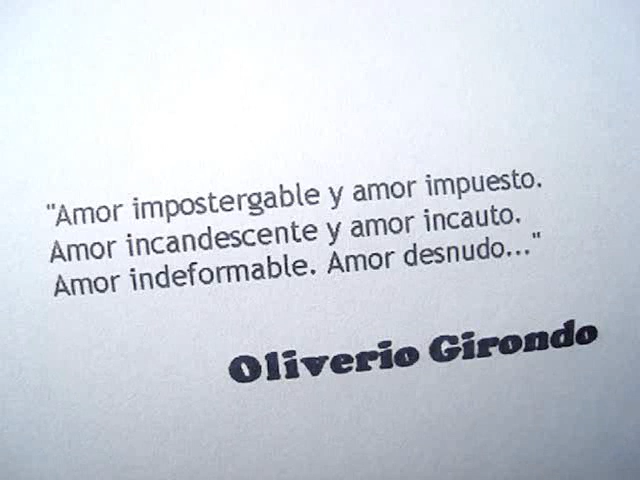 "Amor impostergable y amor impuesto.
Amor incandescente y amor incauto.
Amor indeformable. Amor desnudo..."
Oliverio Girondo